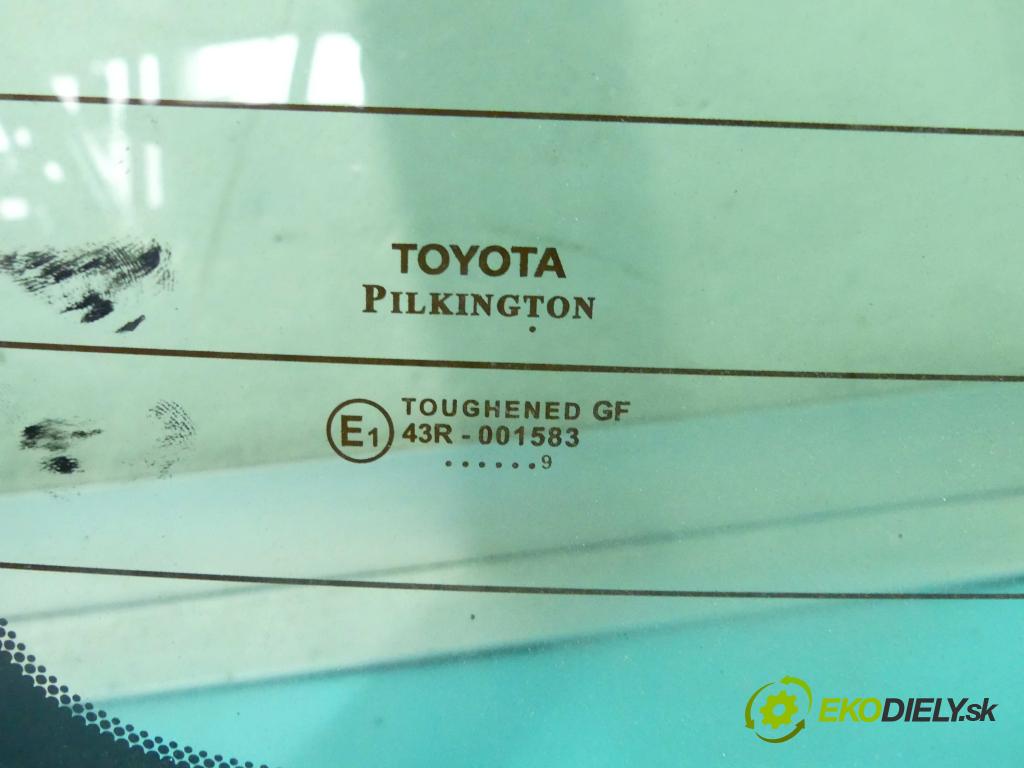 TOYOTA
PILKINGTON
E1
TOUGHENED GF
43R - 001583
......9
EKODIELY.sk